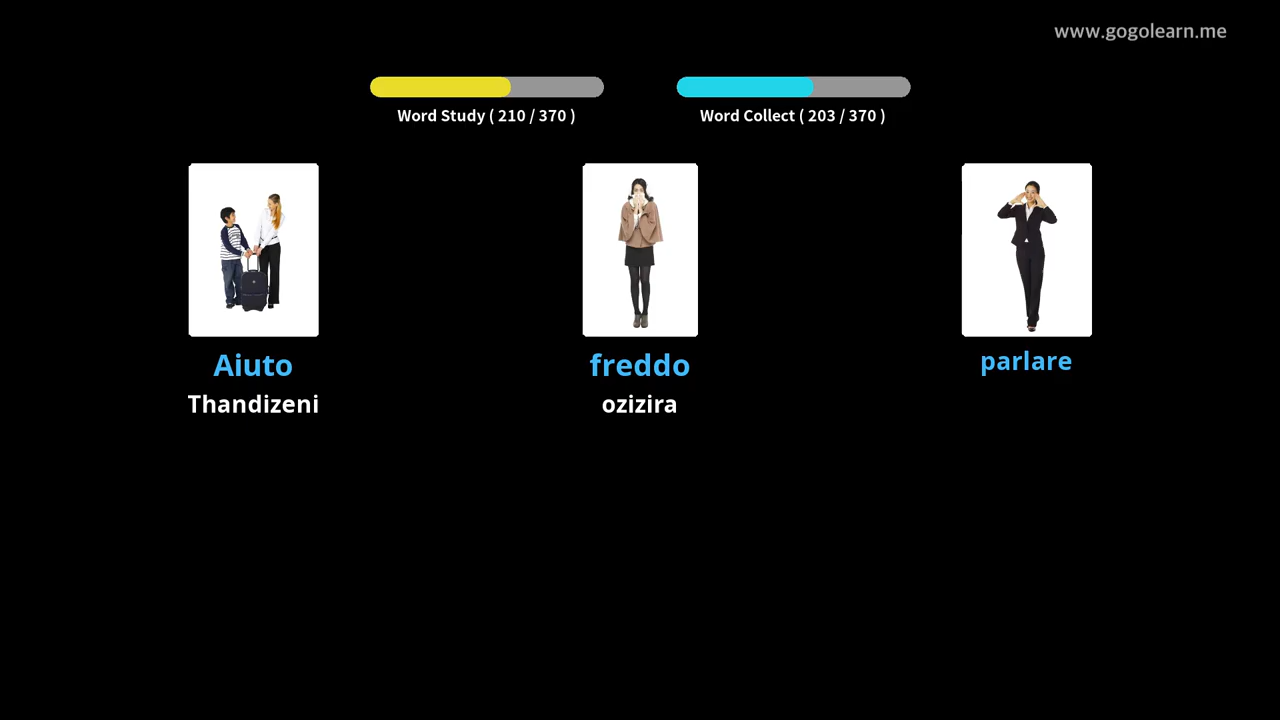 www.gogolearn.me
Word Study ( 210 / 370 )
Word Collect ( 203 / 370 )
Aiuto
Thandizeni
freddo
ozizira
parlare